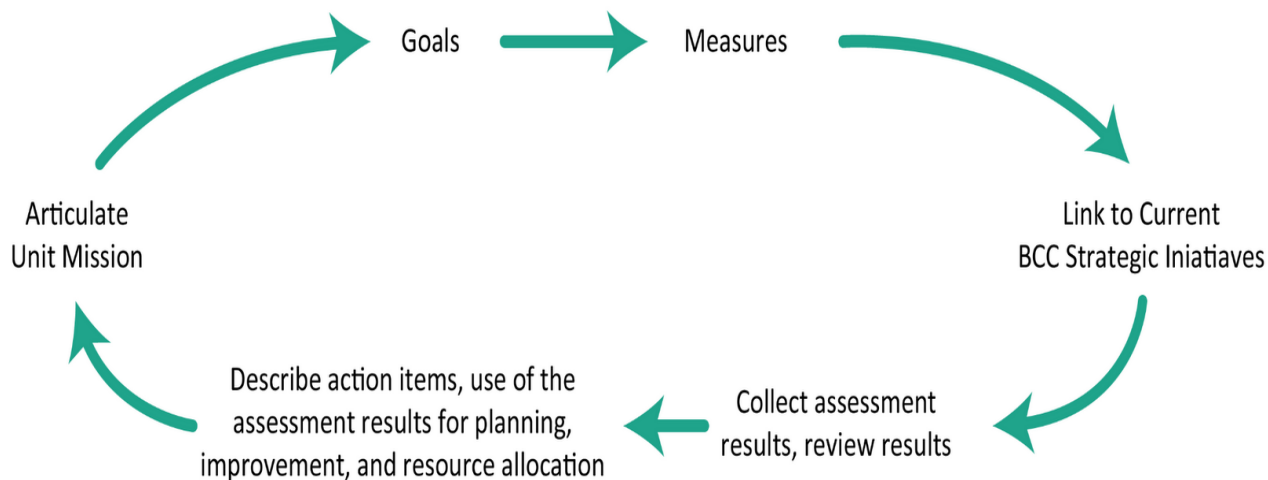 Goals
Measures
Articulate
Unit Mission
Link to Current
BCC Strategic Iniatiaves
Describe action items, use of the
assessment results for planning,
improvement, and resource allocation
Collect assessment
results, review results